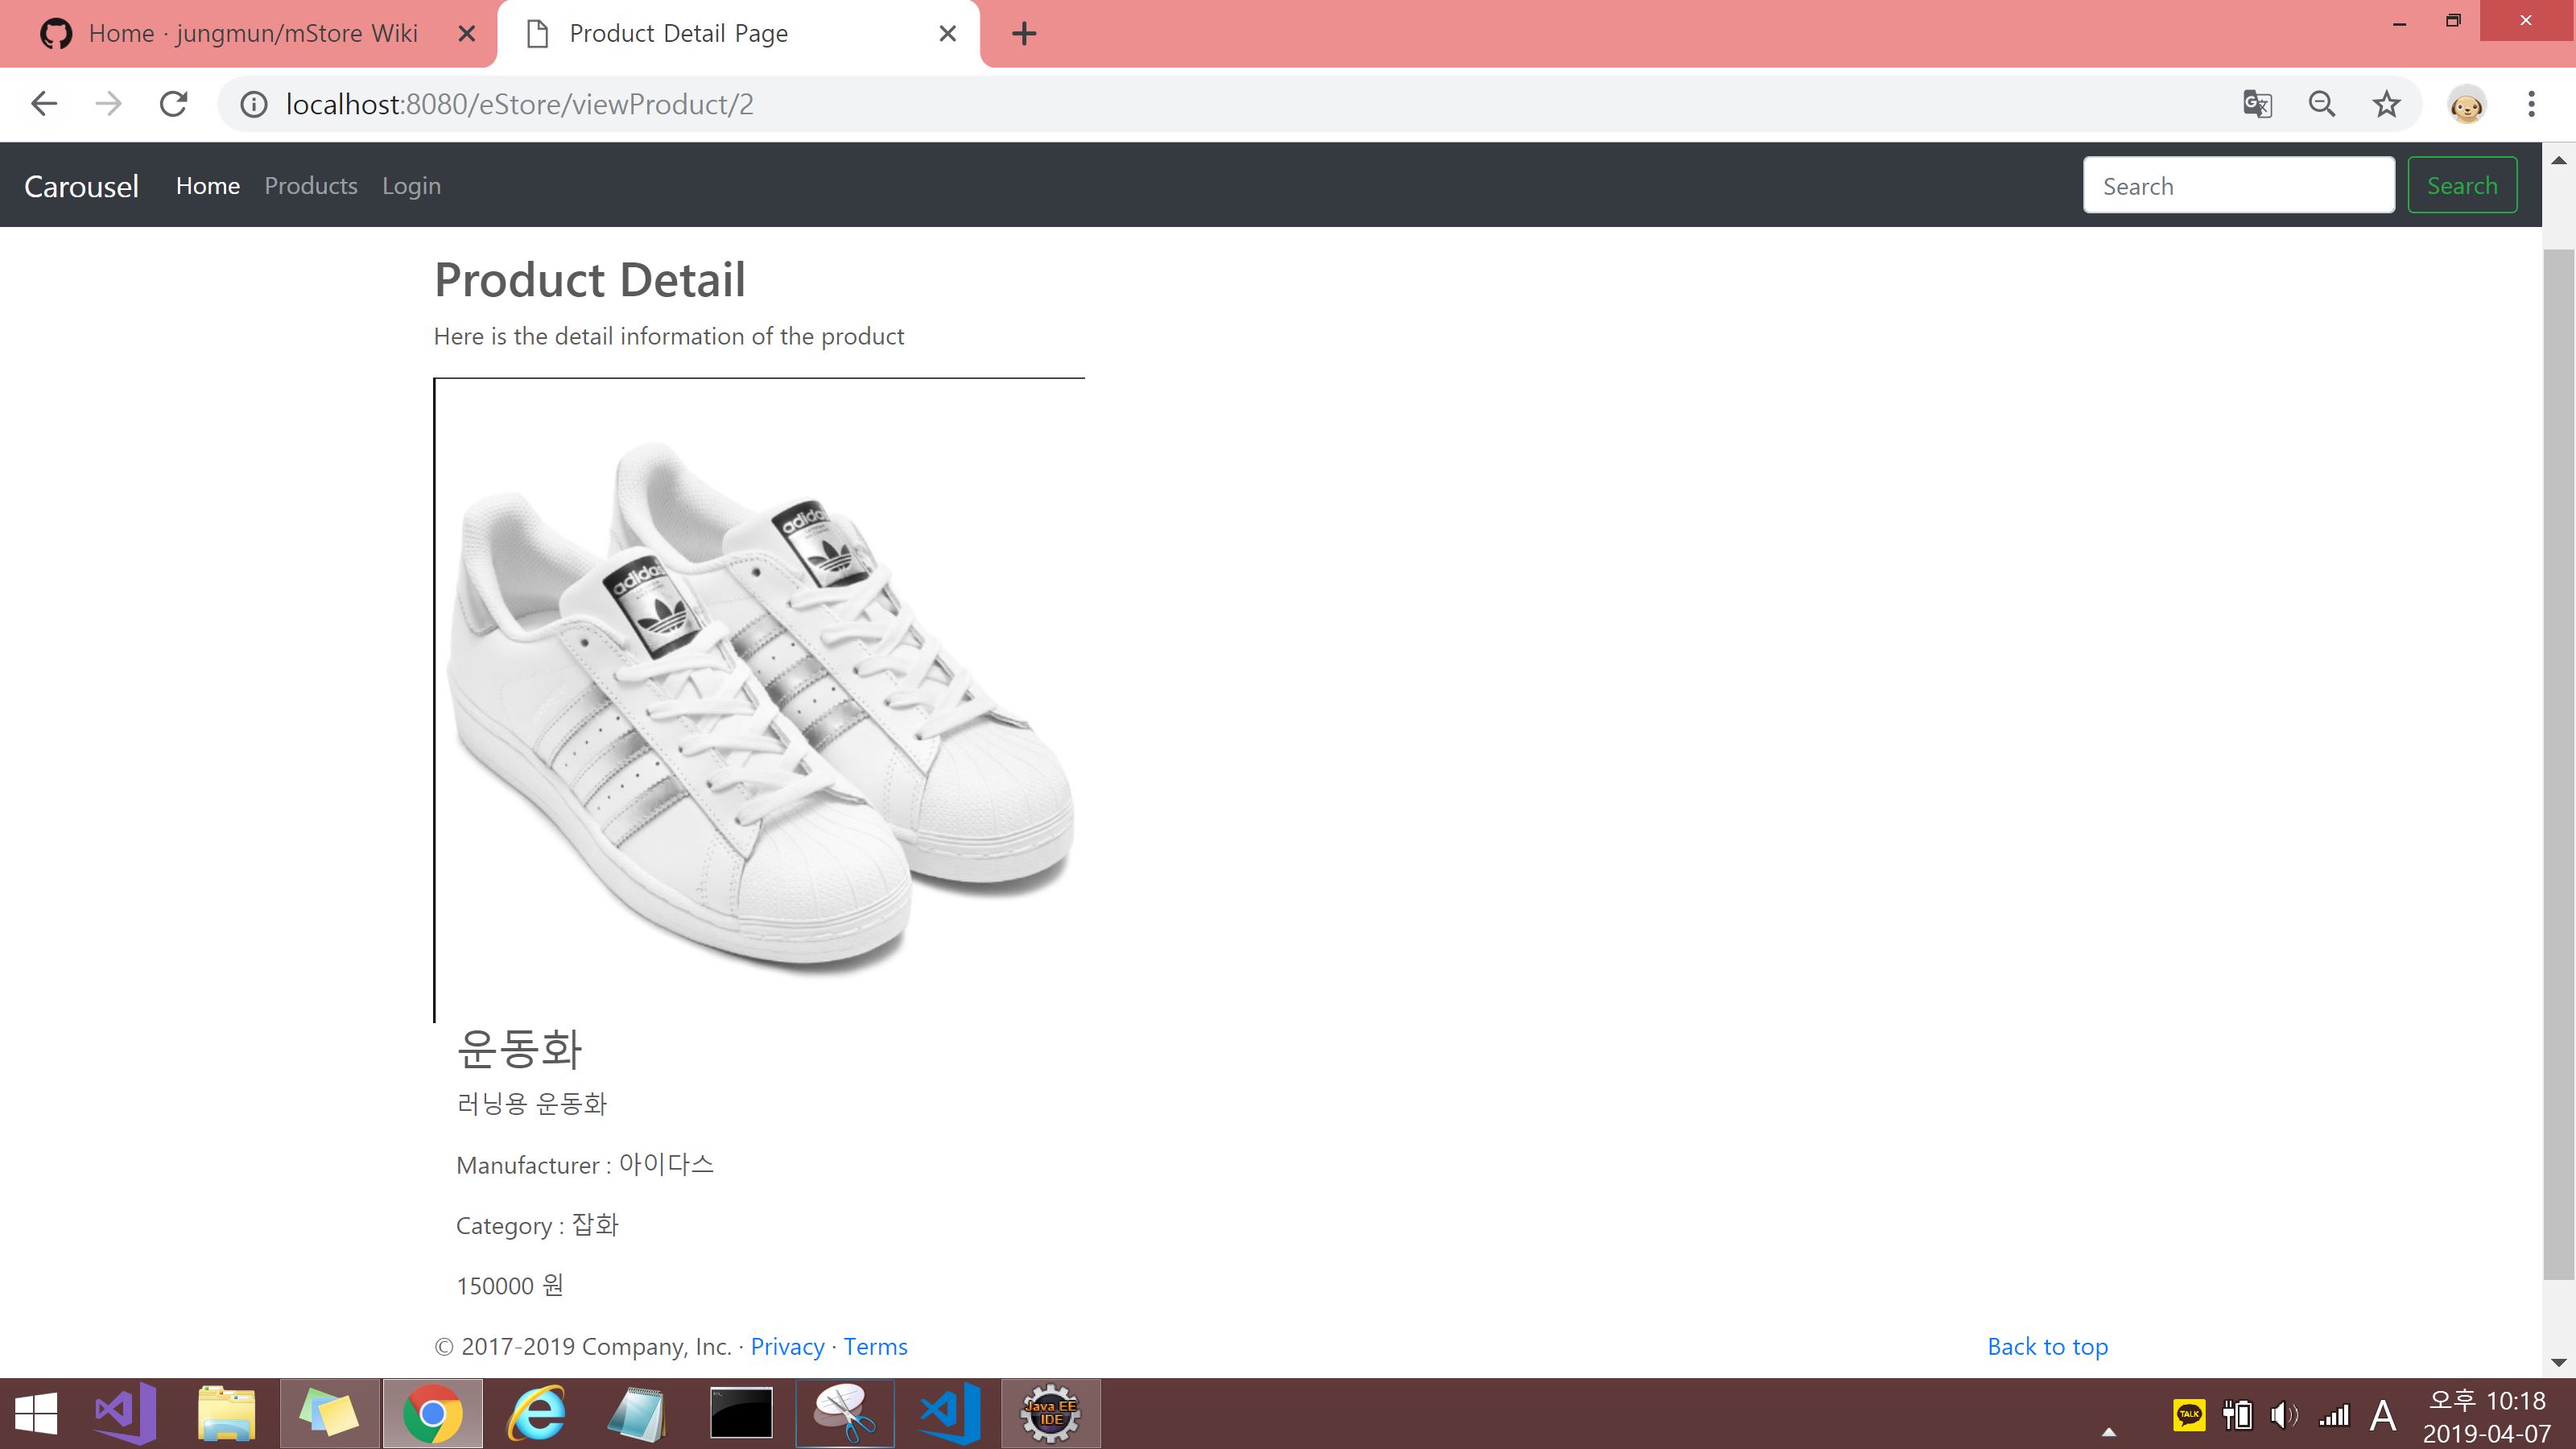 Home · jungmun/mStore Wiki
Product Detail Page
localhost:8080/eStore/viewProduct/2
Carousel Home Products Login Search Search
Product Detail
Here is the detail information of the product
adidas
adidas
운동화
러닝용 운동화
Manufacturer : 아이다스
Category : 잡화
150000 원
© 2017-2019 Company, Inc. · Privacy · Terms Back to top
Java EE
IDE
TALK
A
오후 10:18
2019-04-07